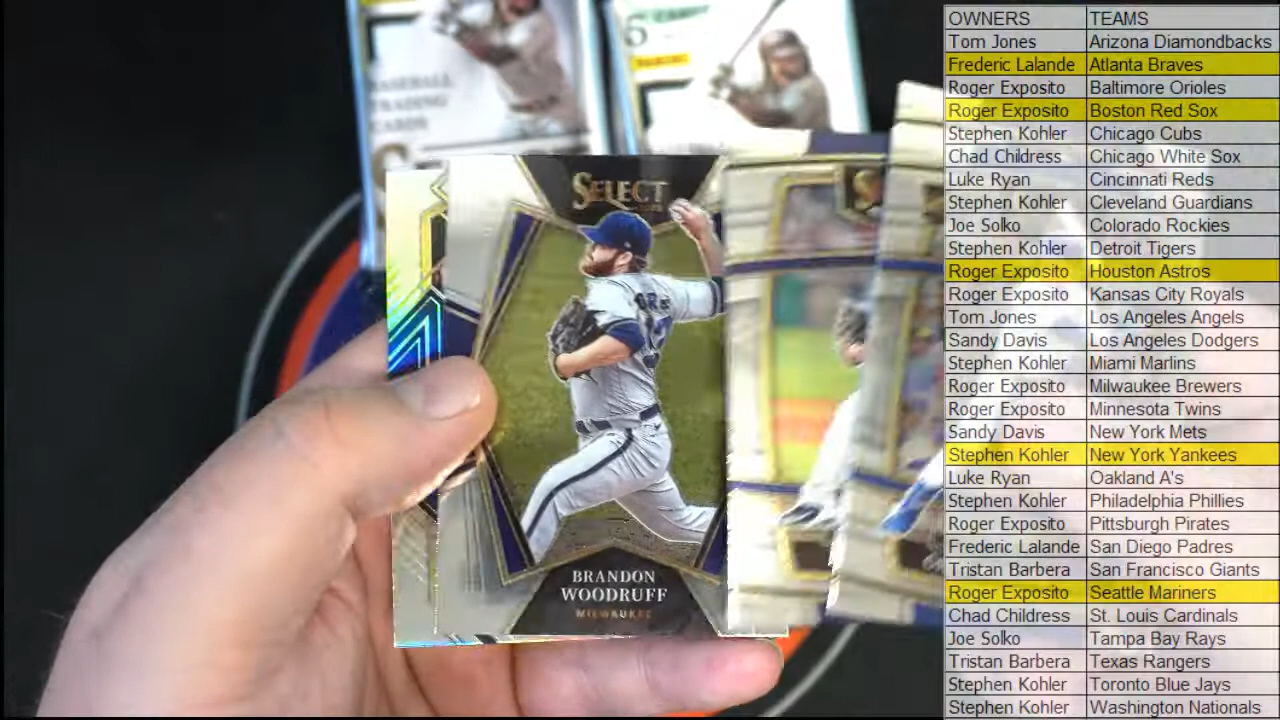 BASEBALL
TRADING
CARDS
6
SELECT
BRANDON
WOODRUFF
MILWAUKEE
OWNERS TEAMS
Tom Jones Arizona Diamondbacks
Frederic Lalande Atlanta Braves
Roger Exposito Baltimore Orioles
Roger Exposito Boston Red Sox
Stephen Kohler Chicago Cubs
Chad Childress Chicago White Sox
Luke Ryan Cincinnati Reds
Stephen Kohler Cleveland Guardians
Joe Solko Colorado Rockies
Stephen Kohler Detroit Tigers
Roger Exposito Houston Astros
Roger Exposito Kansas City Royals
Tom Jones Los Angeles Angels
Sandy Davis Los Angeles Dodgers
Stephen Kohler Miami Marlins
Roger Exposito Milwaukee Brewers
Roger Exposito Minnesota Twins
Sandy Davis New York Mets
Stephen Kohler New York Yankees
Luke Ryan Oakland A's
Stephen Kohler Philadelphia Phillies
Roger Exposito Pittsburgh Pirates
Frederic Lalande San Diego Padres
Tristan Barbera San Francisco Giants
Roger Exposito Seattle Mariners
Chad Childress St. Louis Cardinals
Joe Solko Tampa Bay Rays
Tristan Barbera Texas Rangers
Stephen Kohler Toronto Blue Jays
Stephen Kohler Washington Nationals